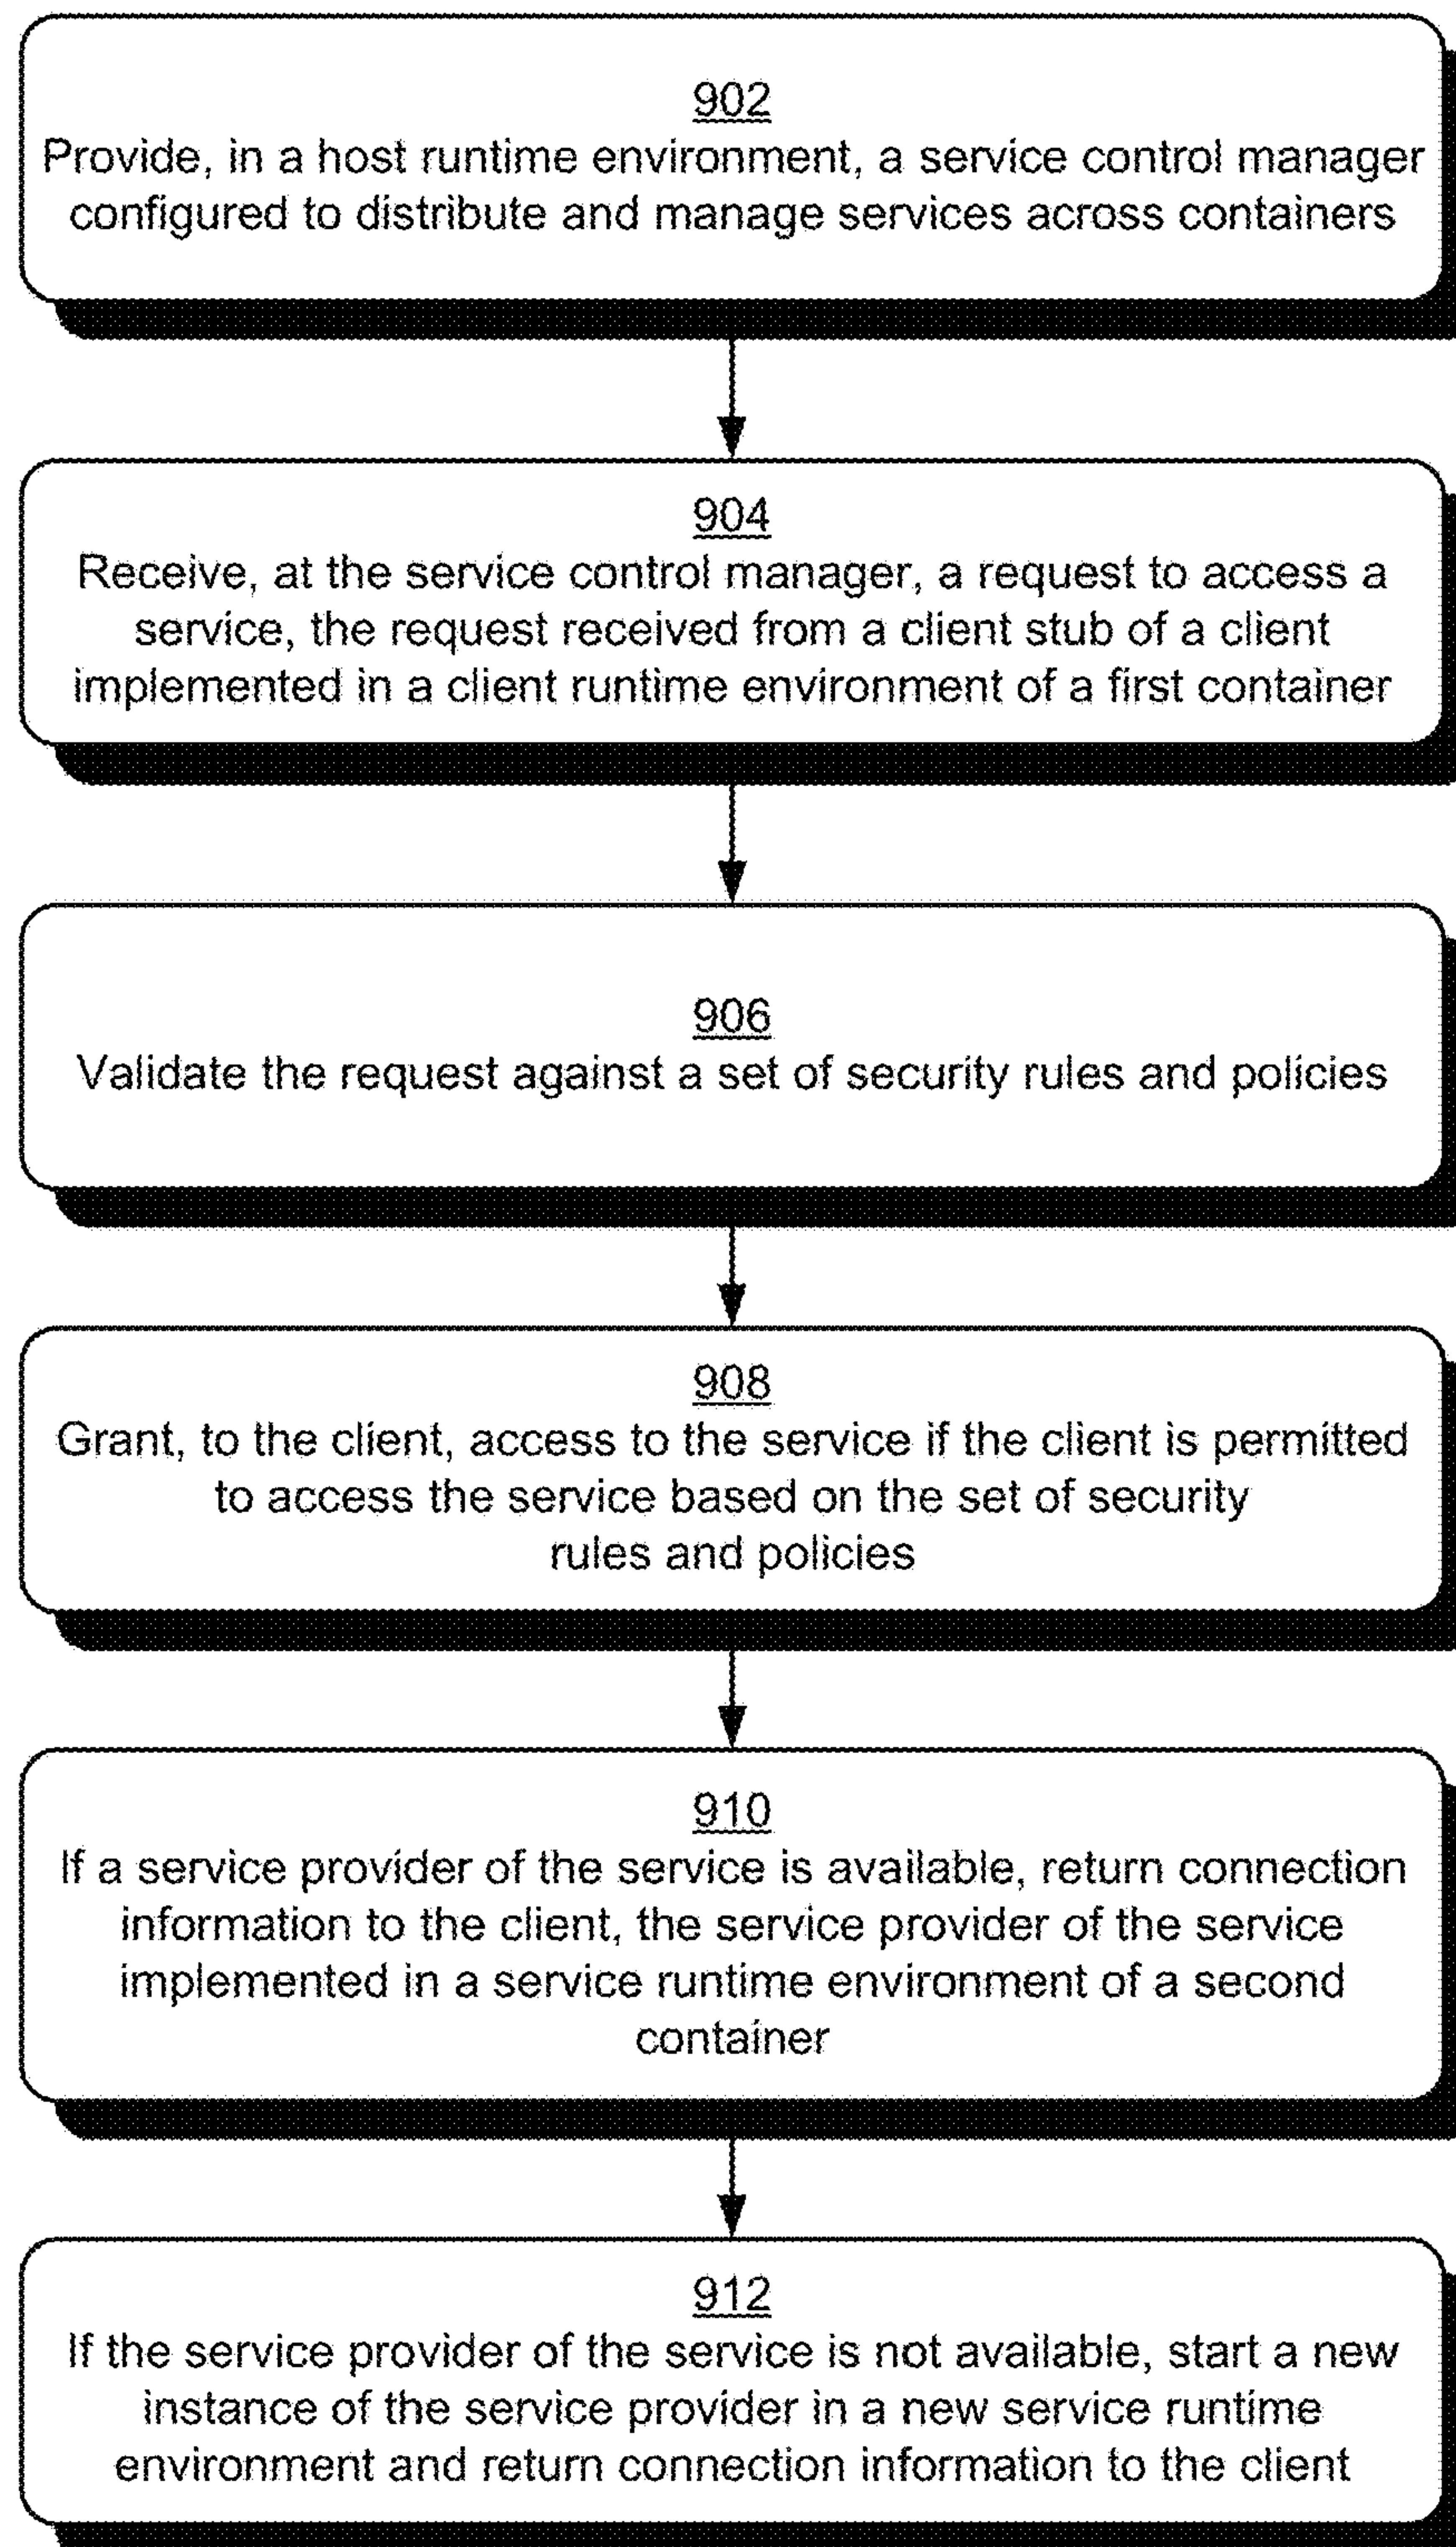 902
Provide, in a host runtime environment, a service control manager
configured to distribute and manage services across containers
904
Receive, at the service control manager, a request to access a
service, the request received from a client stub of a client
implemented in a client runtime environment of a first container
906
Validate the request against a set of security rules and policies
908
Grant, to the client, access to the service if the client is permitted
to access the service based on the set of security
rules and policies
910
If a service provider of the service is available, return connection
information to the client, the service provider of the service
implemented in a service runtime environment of a second
container
912
If the service provider of the service is not available, start a new
instance of the service provider in a new service runtime
environment and return connection information to the client